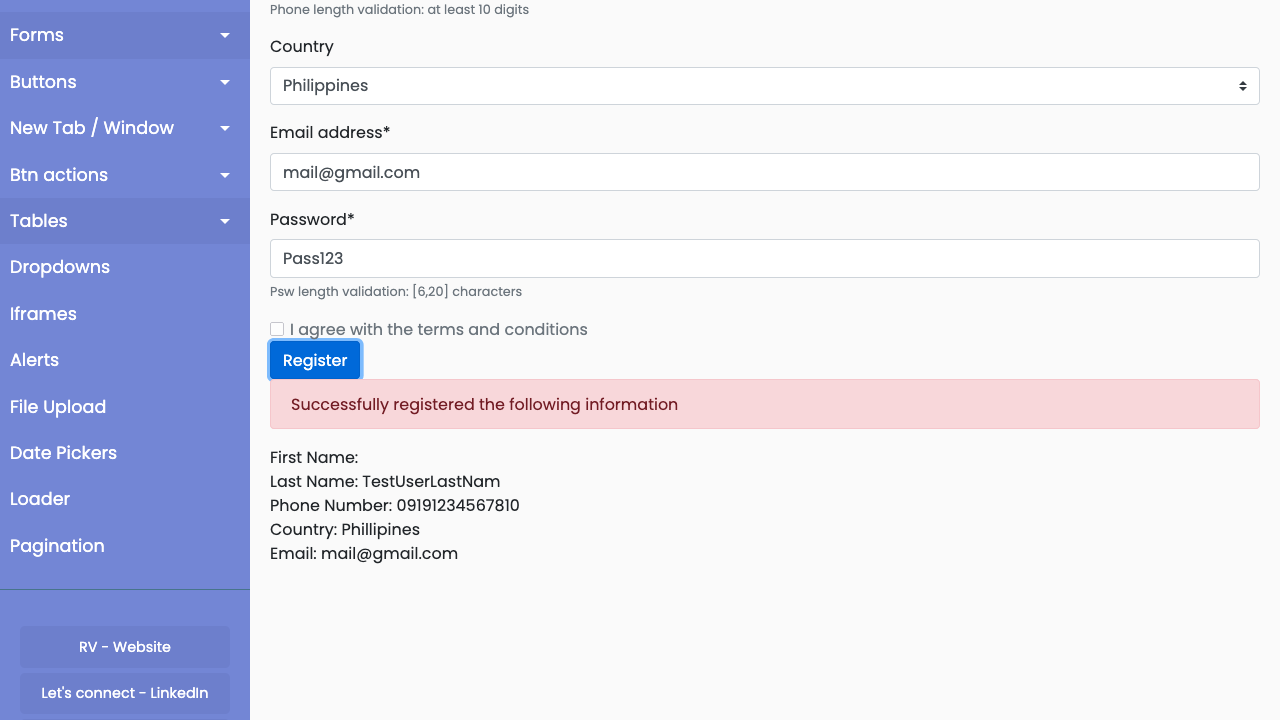 Forms
Buttons
New Tab / Window
Btn actions
Tables
Dropdowns
Iframes
Alerts
File Upload
Date Pickers
Loader
Pagination
RV - Website
Let's connect - LinkedIn
Phone length validation: at least 10 digits
Country
Philippines
Email address*
mail@gmail.com
Password*
Pass123
Psw length validation: [6,20] characters
I agree with the terms and conditions
Register
Successfully registered the following information
First Name:
Last Name: TestUserLastNam
Phone Number: 09191234567810
Country: Phillipines
Email: mail@gmail.com